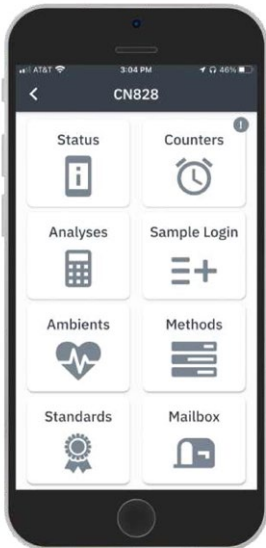 AT&T 3:04 PM 46%
CN828
Status Counters
Analyses Sample Login
Ambients Methods
Standards Mailbox